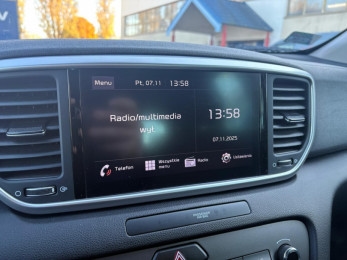 Menu Pt. 07.11 13:58
Radio/multimedia
wył.
13:58
07.11.2025
Telefon
Wszystkie
menu
Radio
Ustawienia